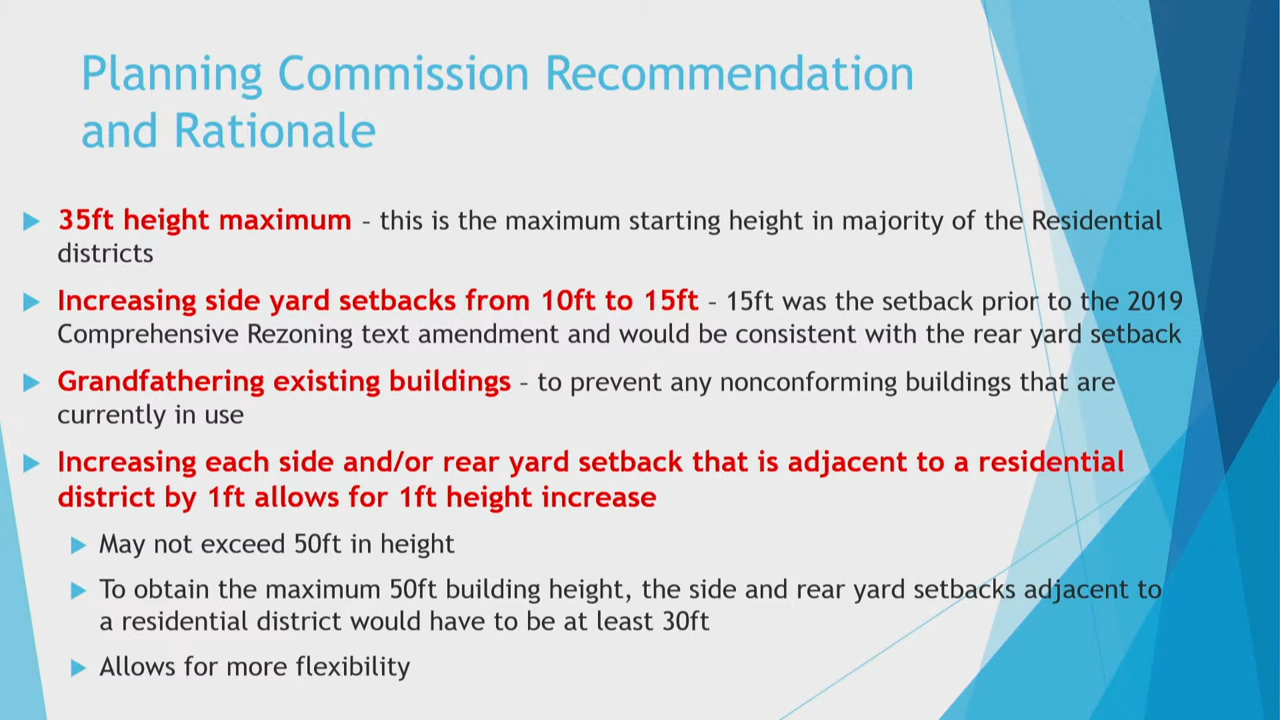 Planning Commission Recommendation
and Rationale
35ft height maximum – this is the maximum starting height in majority of the Residential
districts
Increasing side yard setbacks from 10ft to 15ft – 15ft was the setback prior to the 2019
Comprehensive Rezoning text amendment and would be consistent with the rear yard setback
Grandfathering existing buildings – to prevent any nonconforming buildings that are
currently in use
Increasing each side and/or rear yard setback that is adjacent to a residential
district by 1ft allows for 1ft height increase
May not exceed 50ft in height
To obtain the maximum 50ft building height, the side and rear yard setbacks adjacent to
a residential district would have to be at least 30ft
Allows for more flexibility